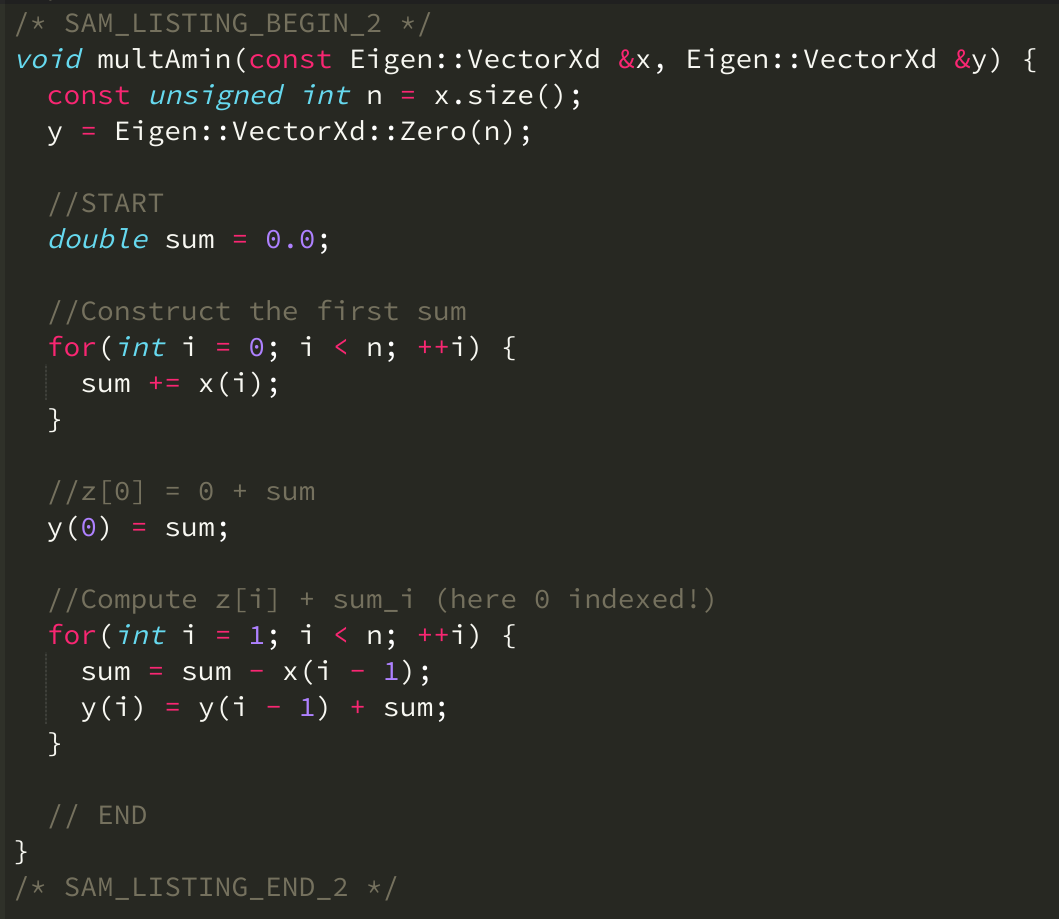 /* SAM_LISTING_BEGIN_2 */
void multAmin(const Eigen::VectorXd &x, Eigen::VectorXd &y) {
  const unsigned int n = x.size();
  y = Eigen::VectorXd::Zero(n);

  //START
  double sum = 0.0;

  //Construct the first sum
  for(int i = 0; i < n; ++i) {
    sum += x(i);
  }

  //z[0] = 0 + sum
  y(0) = sum;

  //Compute z[i] + sum_i (here 0 indexed!)
  for(int i = 1; i < n; ++i) {
    sum = sum - x(i - 1);
    y(i) = y(i - 1) + sum;
  }

  // END
}
/* SAM_LISTING_END_2 */